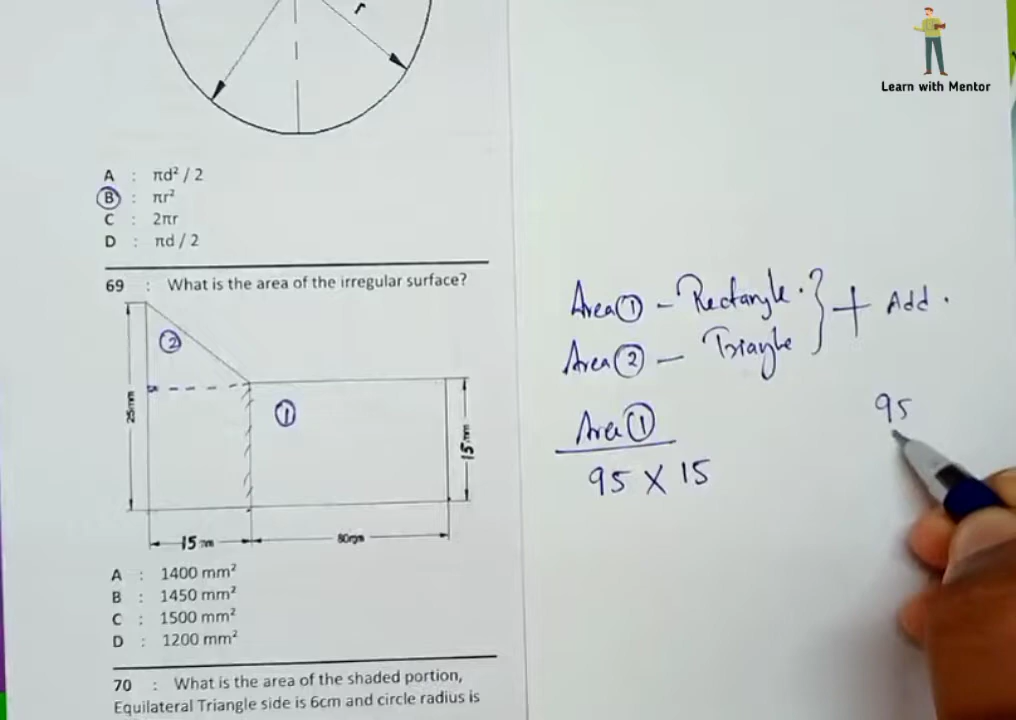 r
Learn with Mentor
A : πd² / 2
B : πr²
C : 2πr
D : πd / 2
69 : What is the area of the irregular surface?
2
1
25mm
15mm
15mm
80mm
A : 1400 mm²
B : 1450 mm²
C : 1500 mm²
D : 1200 mm²
70 : What is the area of the shaded portion,
Equilateral Triangle side is 6cm and circle radius is
Area ① - Rectangle. } + Add.
Area ② - Triangle
Area ①
95 × 15
95